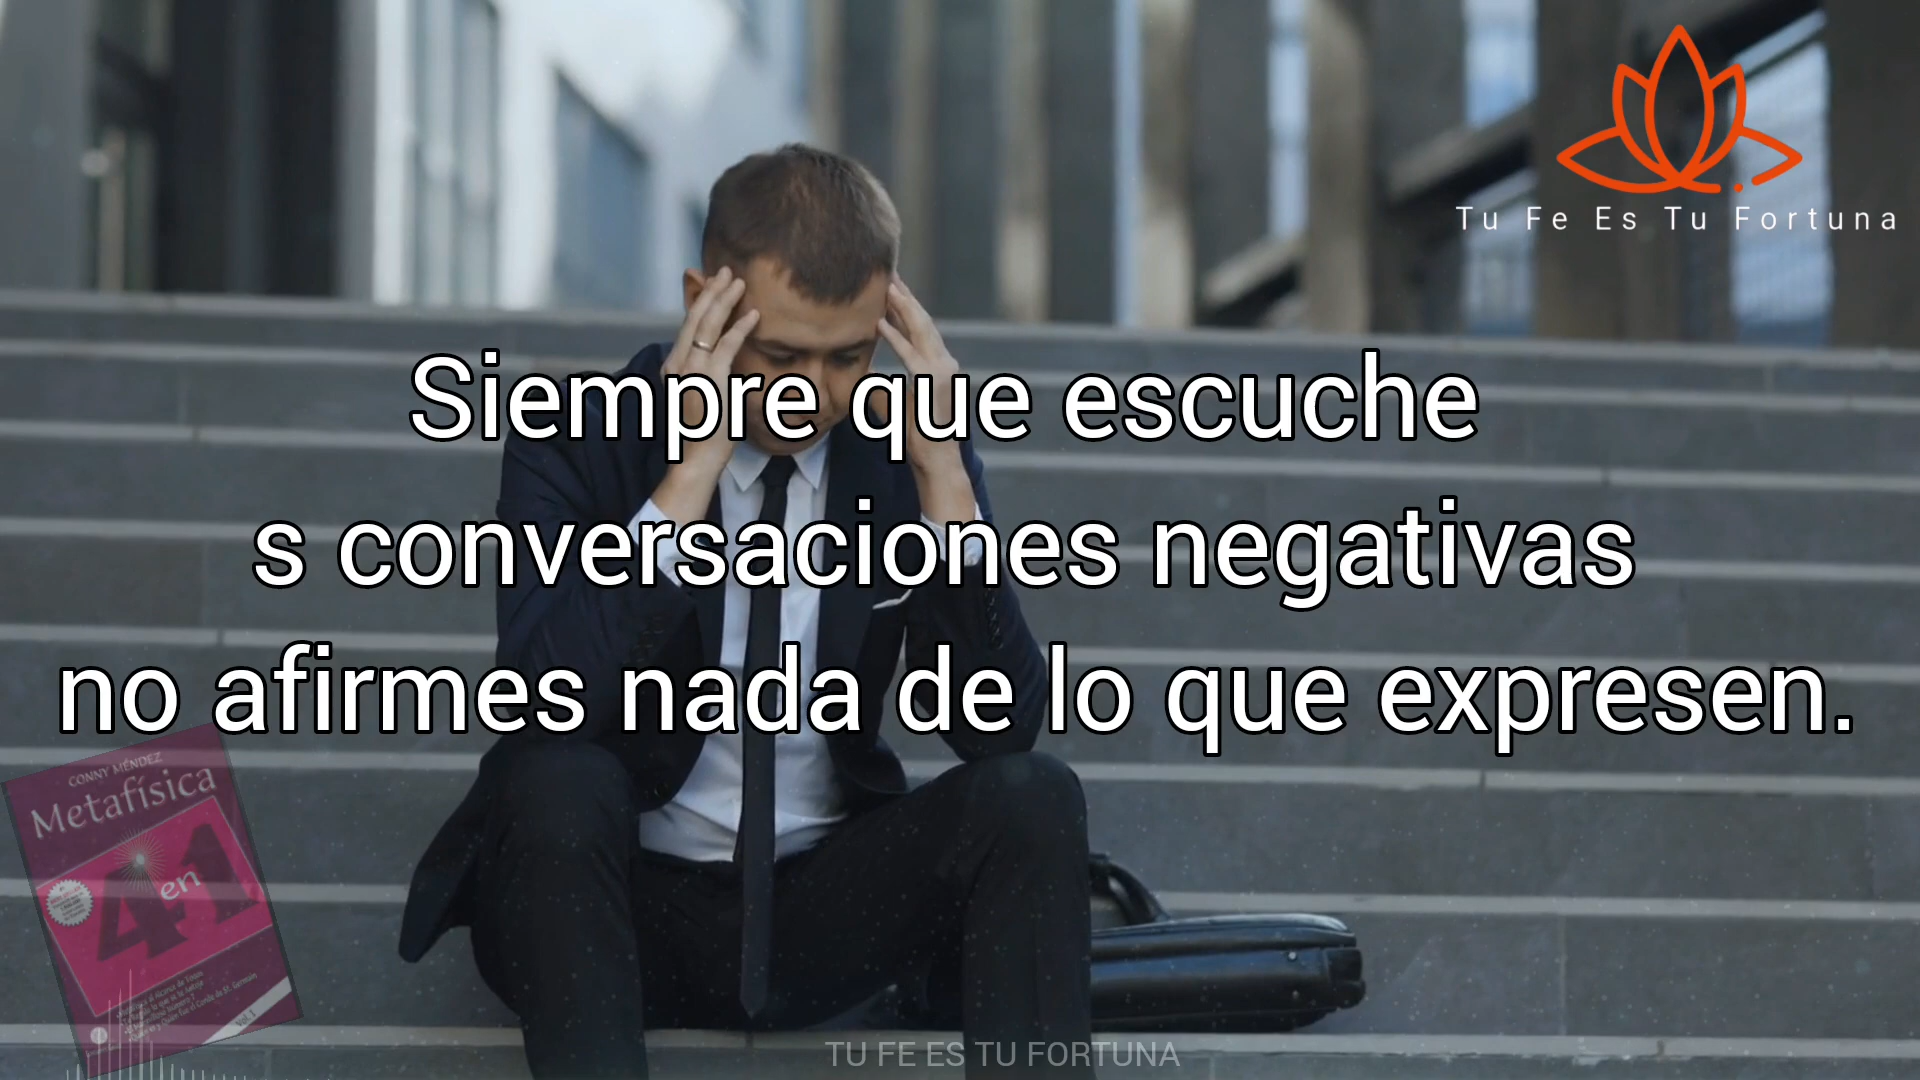 Tu Fe Es Tu Fortuna
Siempre que escuche
s conversaciones negativas
no afirmes nada de lo que expresen.
CONNY MÉNDEZ
Metafísica
4 en 1
Vol. I
TU FE ES TU FORTUNA